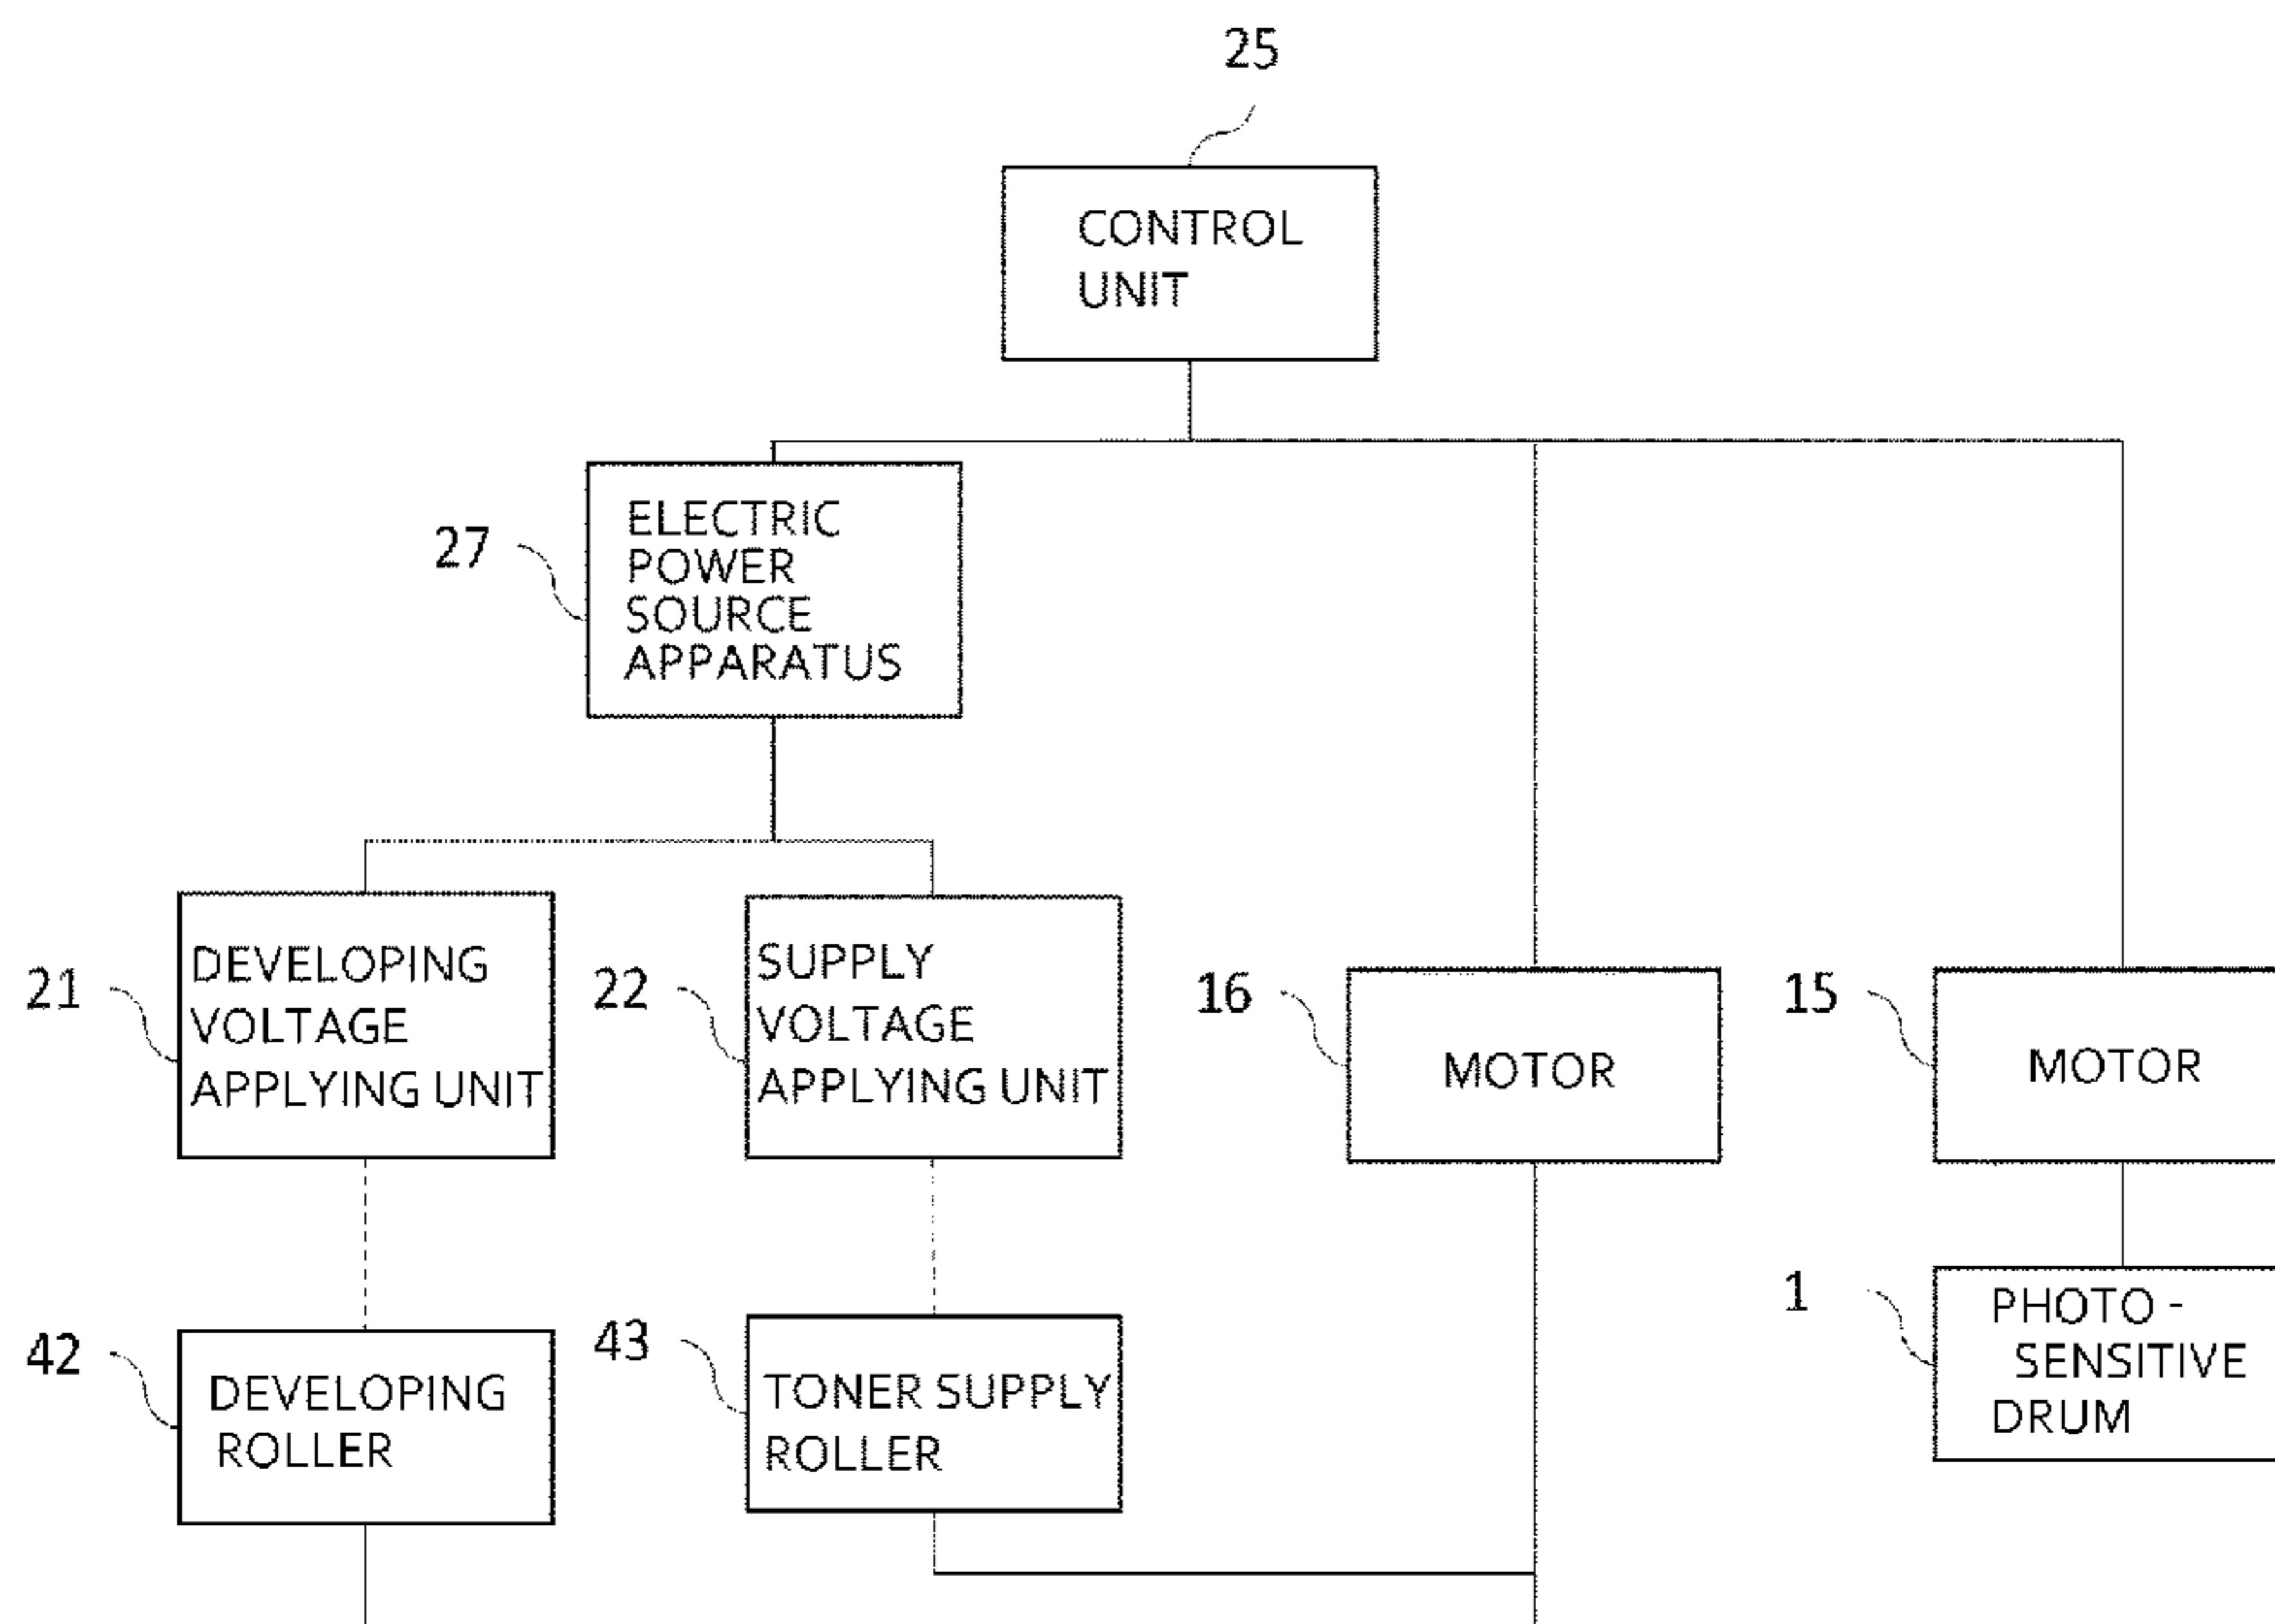 25
CONTROL
UNIT
27
ELECTRIC
POWER
SOURCE
APPARATUS
21
DEVELOPING
VOLTAGE
APPLYING UNIT
22
SUPPLY
VOLTAGE
APPLYING UNIT
16
MOTOR
15
MOTOR
42
DEVELOPING
ROLLER
43
TONER SUPPLY
ROLLER
1
PHOTO -
SENSITIVE
DRUM